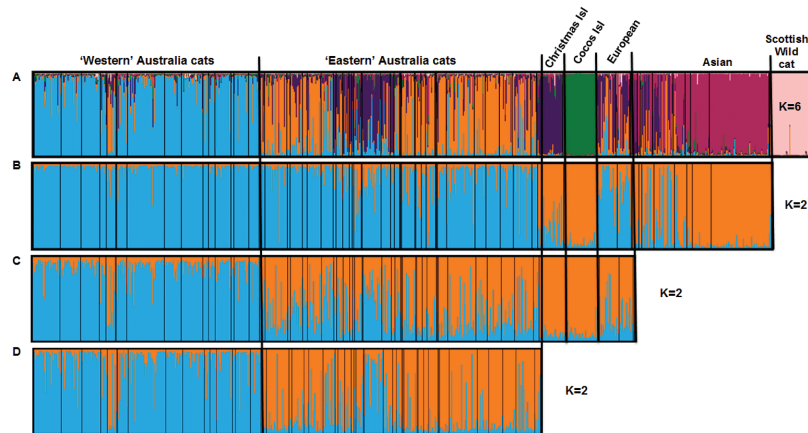 'Western' Australia cats
'Eastern' Australia cats
Christmas Isl
Cocos Isl
European
Asian
Scottish
Wild
cat
A
K=6
B
K=2
C
K=2
D
K=2